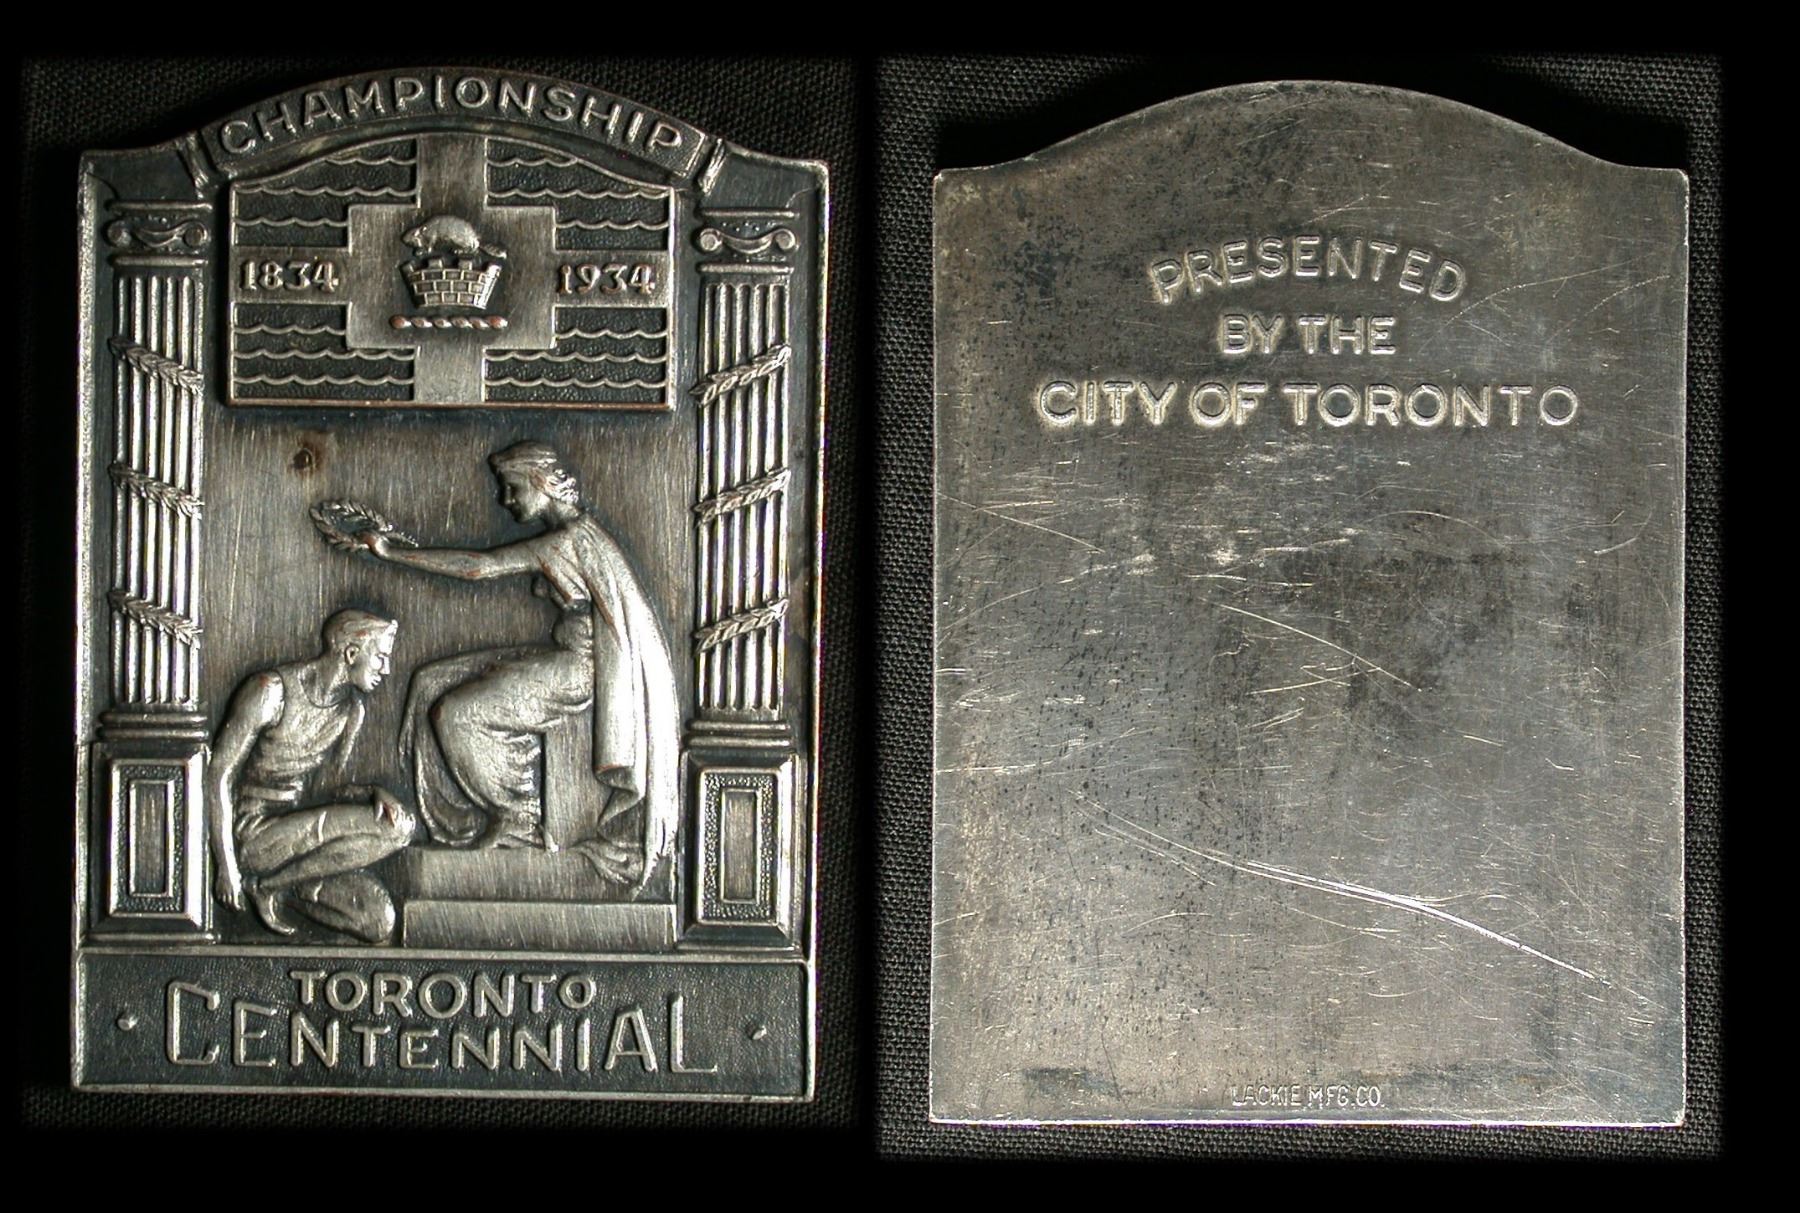 CHAMPIONSHIP
1834 1934
TORONTO
CENTENNIAL
PRESENTED
BY THE
CITY OF TORONTO
LACKIE MFG.CO.